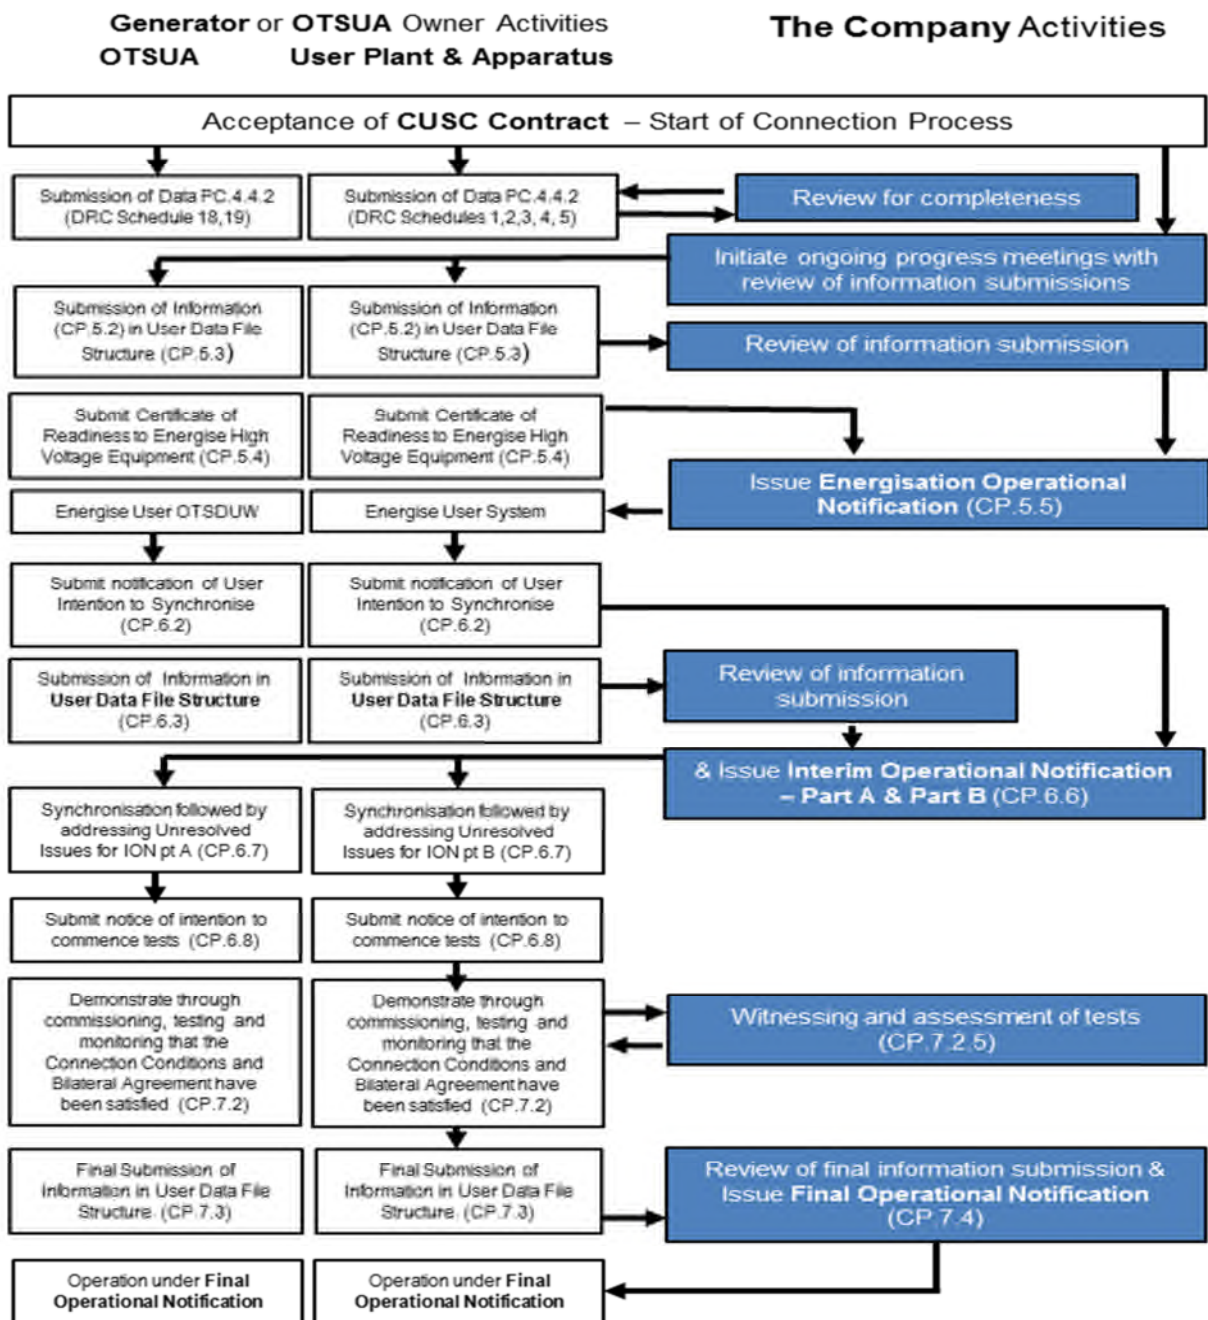 Generator or OTSUA Owner Activities
The Company Activities
OTSUA
User Plant & Apparatus
Acceptance of CUSC Contract – Start of Connection Process
Submission of Data PC.4.4.2
(DRC Schedule 18,19)
Submission of Data PC.4.4.2
(DRC Schedules 1,2,3, 4, 5)
Review for completeness
Initiate ongoing progress meetings with
review of information submissions
Submission of Information
(CP.5.2) in User Data File
Structure (CP.5.3)
Submission of Information
(CP.5.2) in User Data File
Structure (CP.5.3)
Review of information submission
Submit Certificate of
Readiness to Energise High
Voltage Equipment (CP.5.4)
Submit Certificate of
Readiness to Energise High
Voltage Equipment (CP.5.4)
Issue Energisation Operational
Notification (CP.5.5)
Energise User OTSDUW
Energise User System
Submit notification of User
Intention to Synchronise
(CP.6.2)
Submit notification of User
Intention to Synchronise
(CP.6.2)
Submission of Information in
User Data File Structure
(CP.6.3)
Submission of Information in
User Data File Structure
(CP.6.3)
Review of information
submission
& Issue Interim Operational Notification
– Part A & Part B (CP.6.6)
Synchronisation followed by
addressing Unresolved
Issues for ION pt A (CP.6.7)
Synchronisation followed by
addressing Unresolved
Issues for ION pt B (CP.6.7)
Submit notice of intention to
commence tests (CP.6.8)
Submit notice of intention to
commence tests (CP.6.8)
Demonstrate through
commissioning, testing and
monitoring that the
Connection Conditions and
Bilateral Agreement have
been satisfied (CP.7.2)
Demonstrate through
commissioning, testing and
monitoring that the
Connection Conditions and
Bilateral Agreement have
been satisfied (CP.7.2)
Witnessing and assessment of tests
(CP.7.2.5)
Final Submission of
Information in User Data File
Structure. (CP.7.3)
Final Submission of
Information in User Data File
Structure. (CP.7.3)
Review of final information submission &
Issue Final Operational Notification
(CP.7.4)
Operation under Final
Operational Notification
Operation under Final
Operational Notification